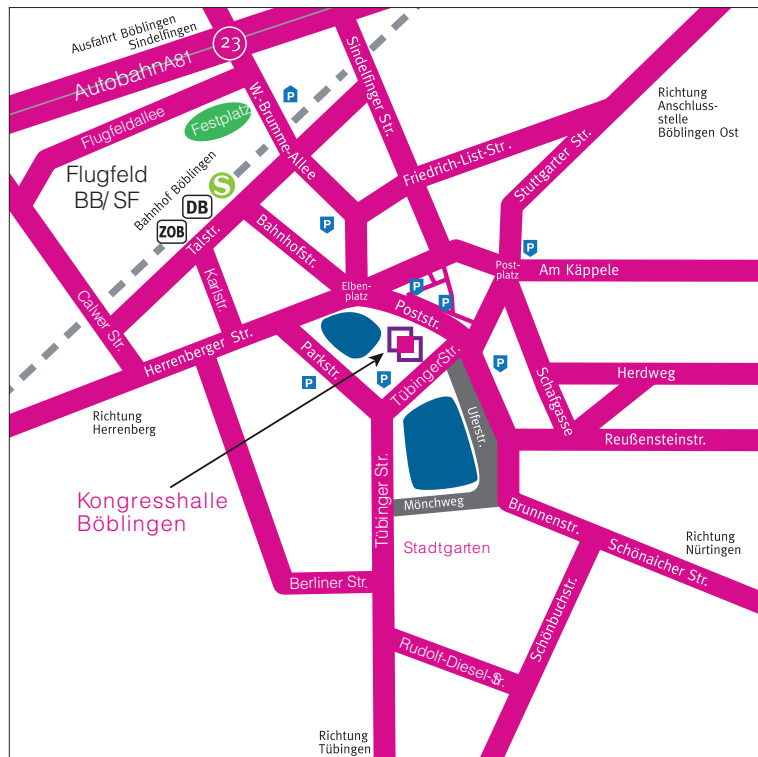 Ausfahrt Böblingen
Sindelfingen
23
AutobahnA81
Flugfeldallee
Festplatz
P
W.-Brumme-Allee
Sindelfinger Str.
Richtung
Anschluss-
stelle
Böblingen Ost
Flugfeld
BB/ SF
Bahnhof Böblingen
S
DB
ZOB
Talstr.
Friedrich-List-Str.
Stuttgarter Str.
Bahnhofstr.
P
P
Karlstr.
Elben-
platz
P
P
Post-
platz
Am Käppele
Calwer Str.
Herrenberger Str.
Poststr.
Parkstr.
TübingerStr.
P
P
P
Schafgasse
Herdweg
Uferstr.
Reußensteinstr.
Richtung
Herrenberg
Kongresshalle
Böblingen
Tübinger Str.
Mönchweg
Brunnenstr.
Stadtgarten
Schönaicher Str.
Richtung
Nürtingen
Berliner Str.
Schönbuchstr.
Rudolf-Diesel-Str.
Richtung
Tübingen